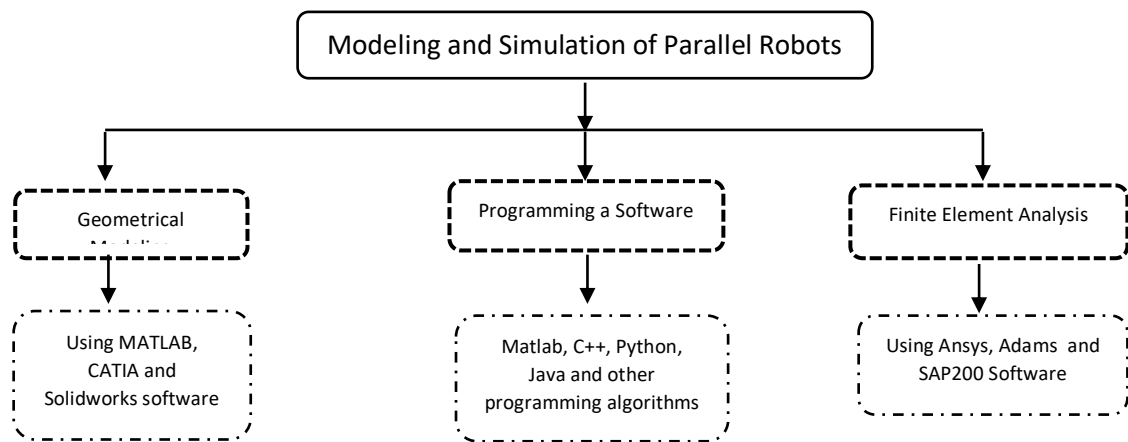 Modeling and Simulation of Parallel Robots
Geometrical
Programming a Software
Finite Element Analysis
Using MATLAB,
CATIA and
Solidworks software
Matlab, C++, Python,
Java and other
programming algorithms
Using Ansys, Adams and
SAP200 Software